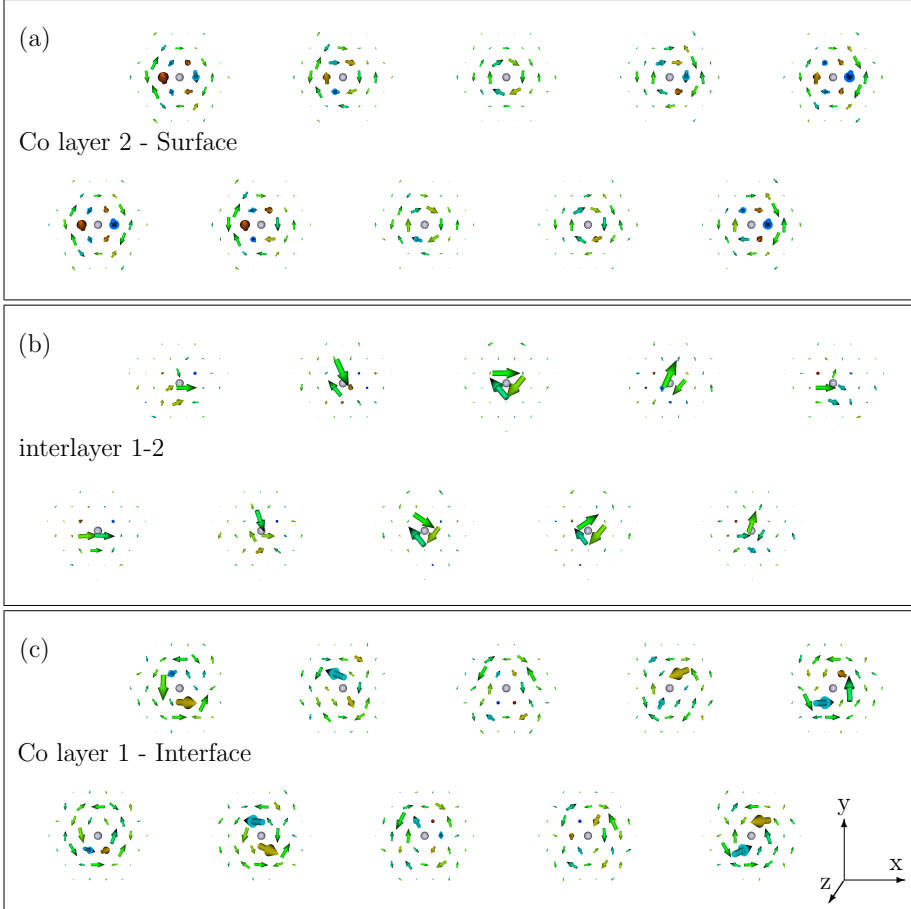 (a)
Co layer 2 - Surface
(b)
interlayer 1-2
(c)
Co layer 1 - Interface
y
x
z